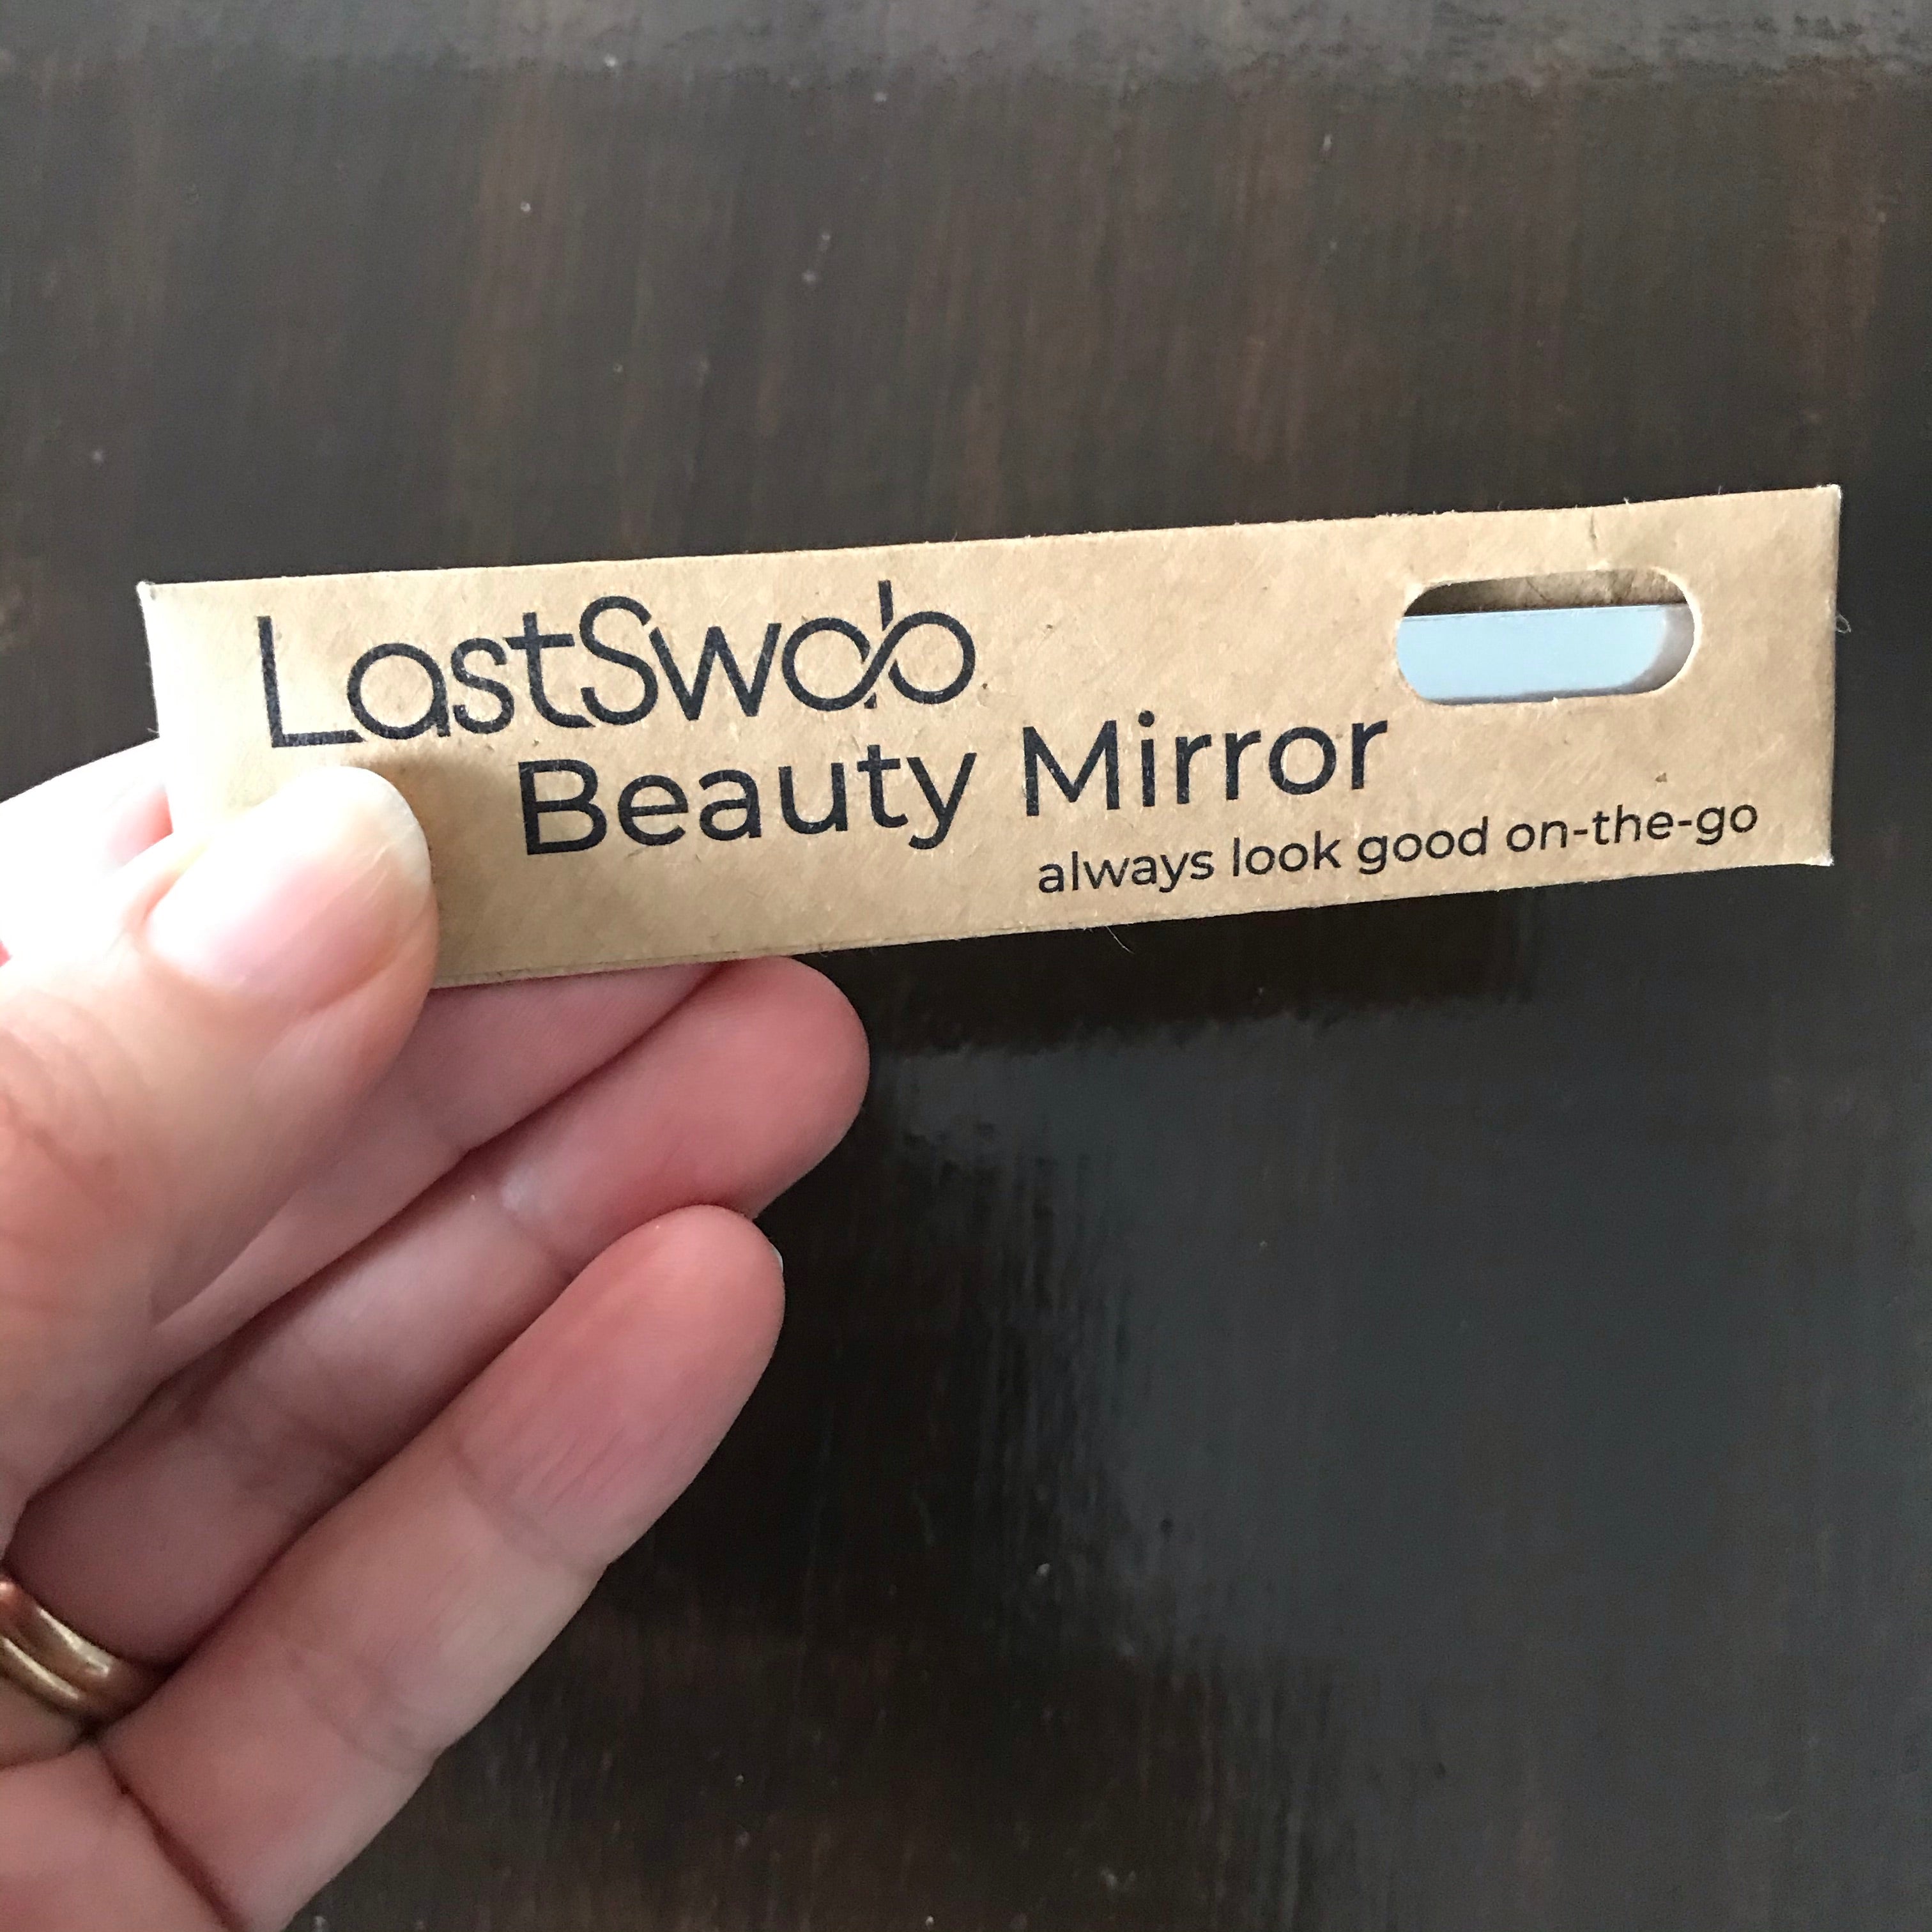 LastSwab
Beauty Mirror
always look good on-the-go